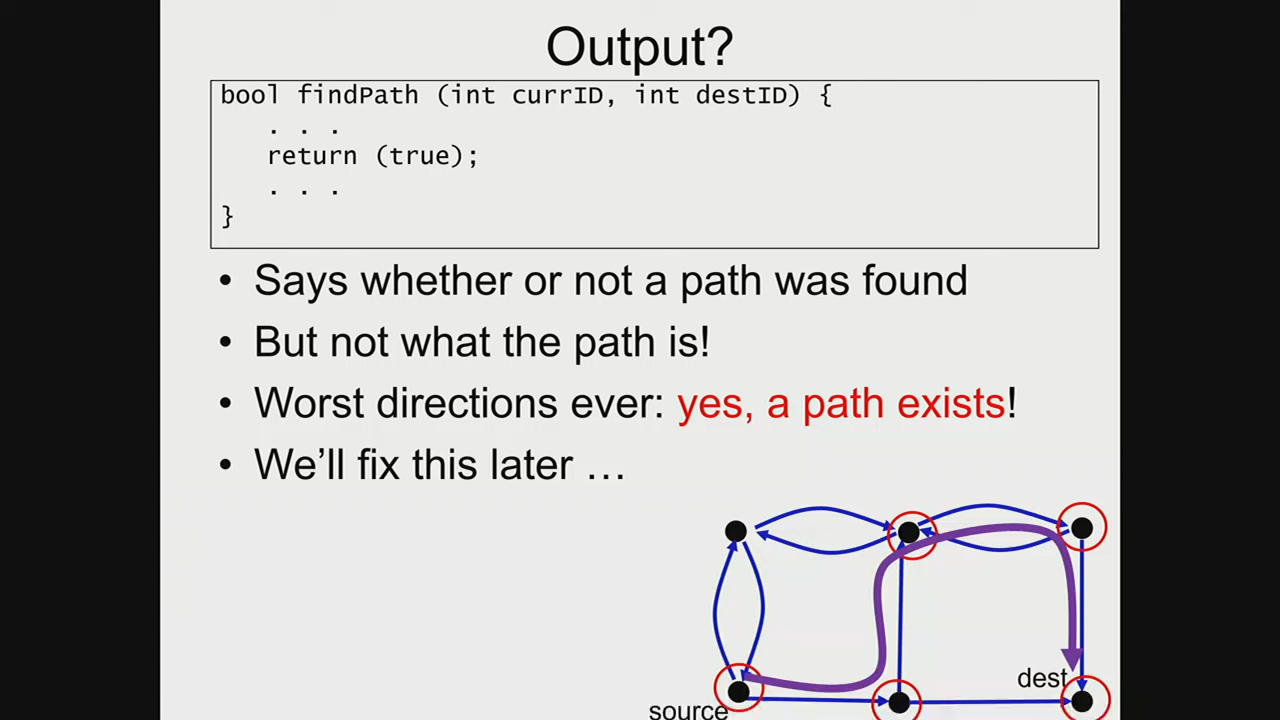 Output?
bool findPath (int currID, int destID) {
. . .
return (true);
. . .
}
• Says whether or not a path was found
• But not what the path is!
• Worst directions ever: yes, a path exists!
• We’ll fix this later …
dest
source